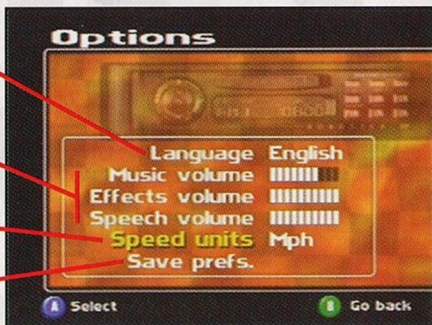 Options
Language English
Music volume
Effects volume
Speech volume
Speed units Mph
Save prefs.
A Select
B Go back